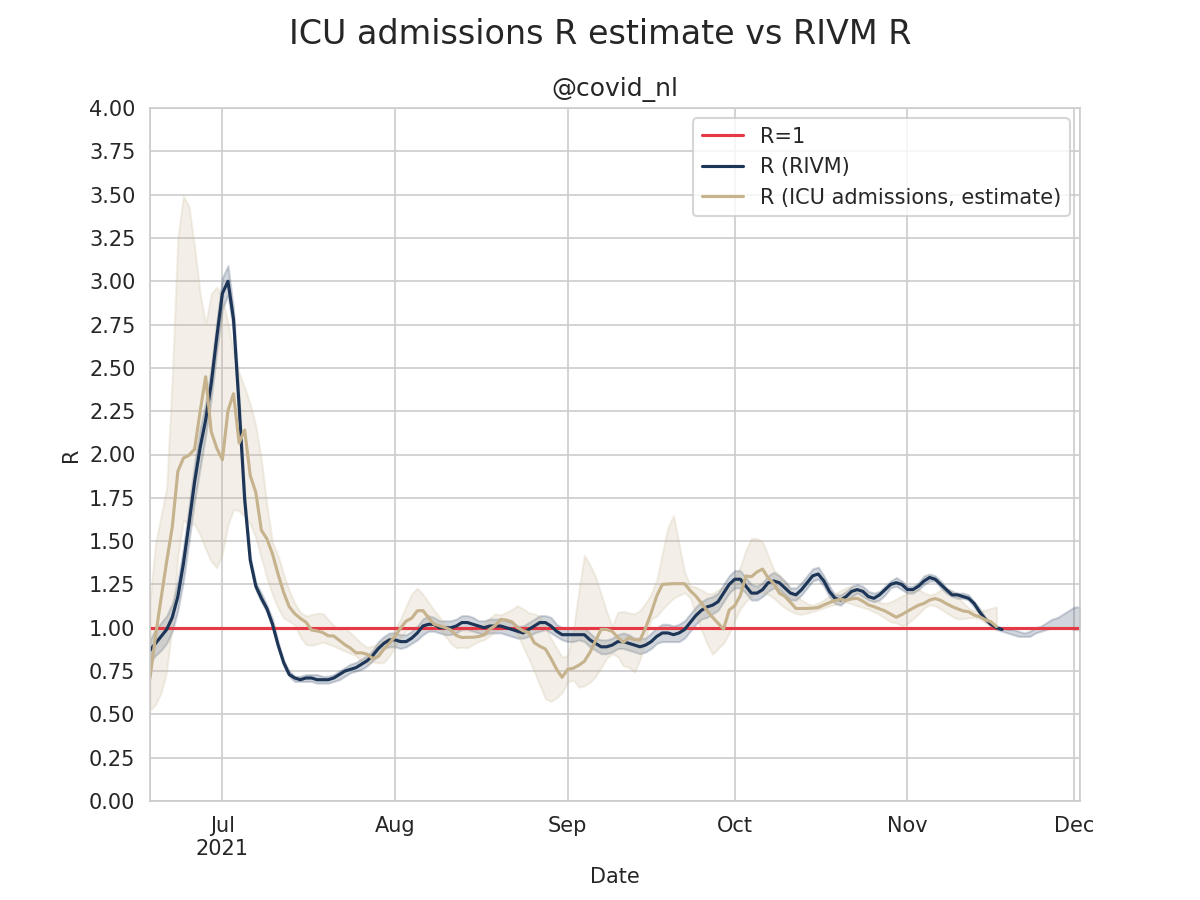 ICU admissions R estimate vs RIVM R
@covid_nl
R=1
R (RIVM)
R (ICU admissions, estimate)
4.00
3.75
3.50
3.25
3.00
2.75
2.50
2.25
2.00
1.75
1.50
1.25
1.00
0.75
0.50
0.25
0.00
R
Jul Aug Sep Oct Nov Dec
2021
Date